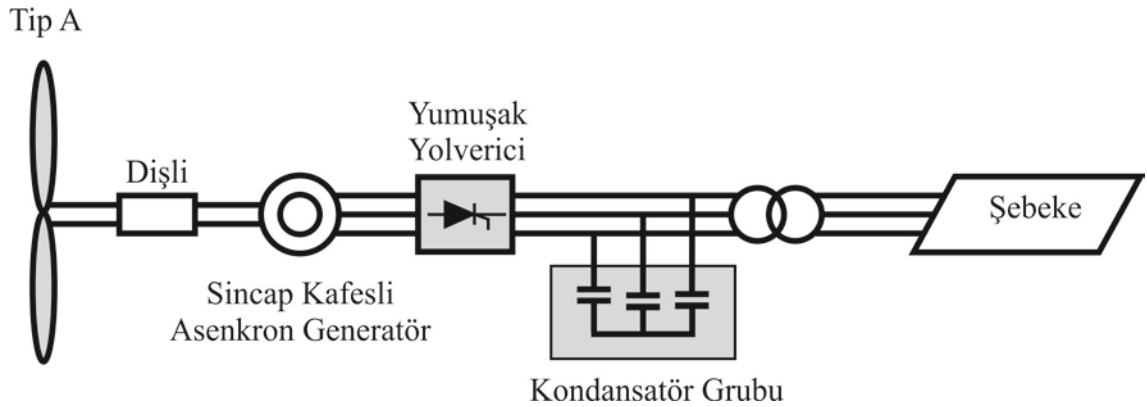 Tip A
Yumuşak
Yolverici
Dişli
Şebeke
Sincap Kafesli
Asenkron Generatör
Kondansatör Grubu